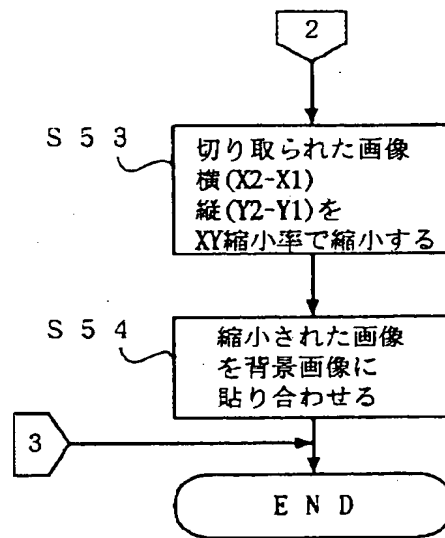 2
S53
切り取られた画像
横(X2-X1)
縦(Y2-Y1)を
XY縮小率で縮小する
S54
縮小された画像
を背景画像に
貼り合わせる
3
END